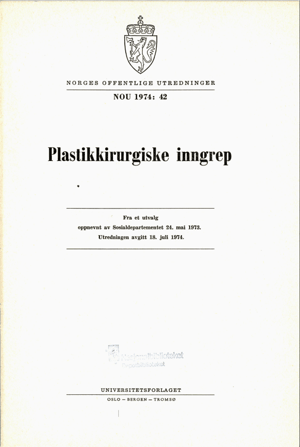 NORGES OFFENTLIGE UTREDNINGER
NOU 1974: 42
Plastikkirurgiske inngrep
Fra et utvalg
oppnevnt av Sosialdepartementet 24. mai 1972.
Utredningen avgitt 18. juli 1974.
UNIVERSITETSFORLAGET
OSLO – BERGEN – TROMSØ